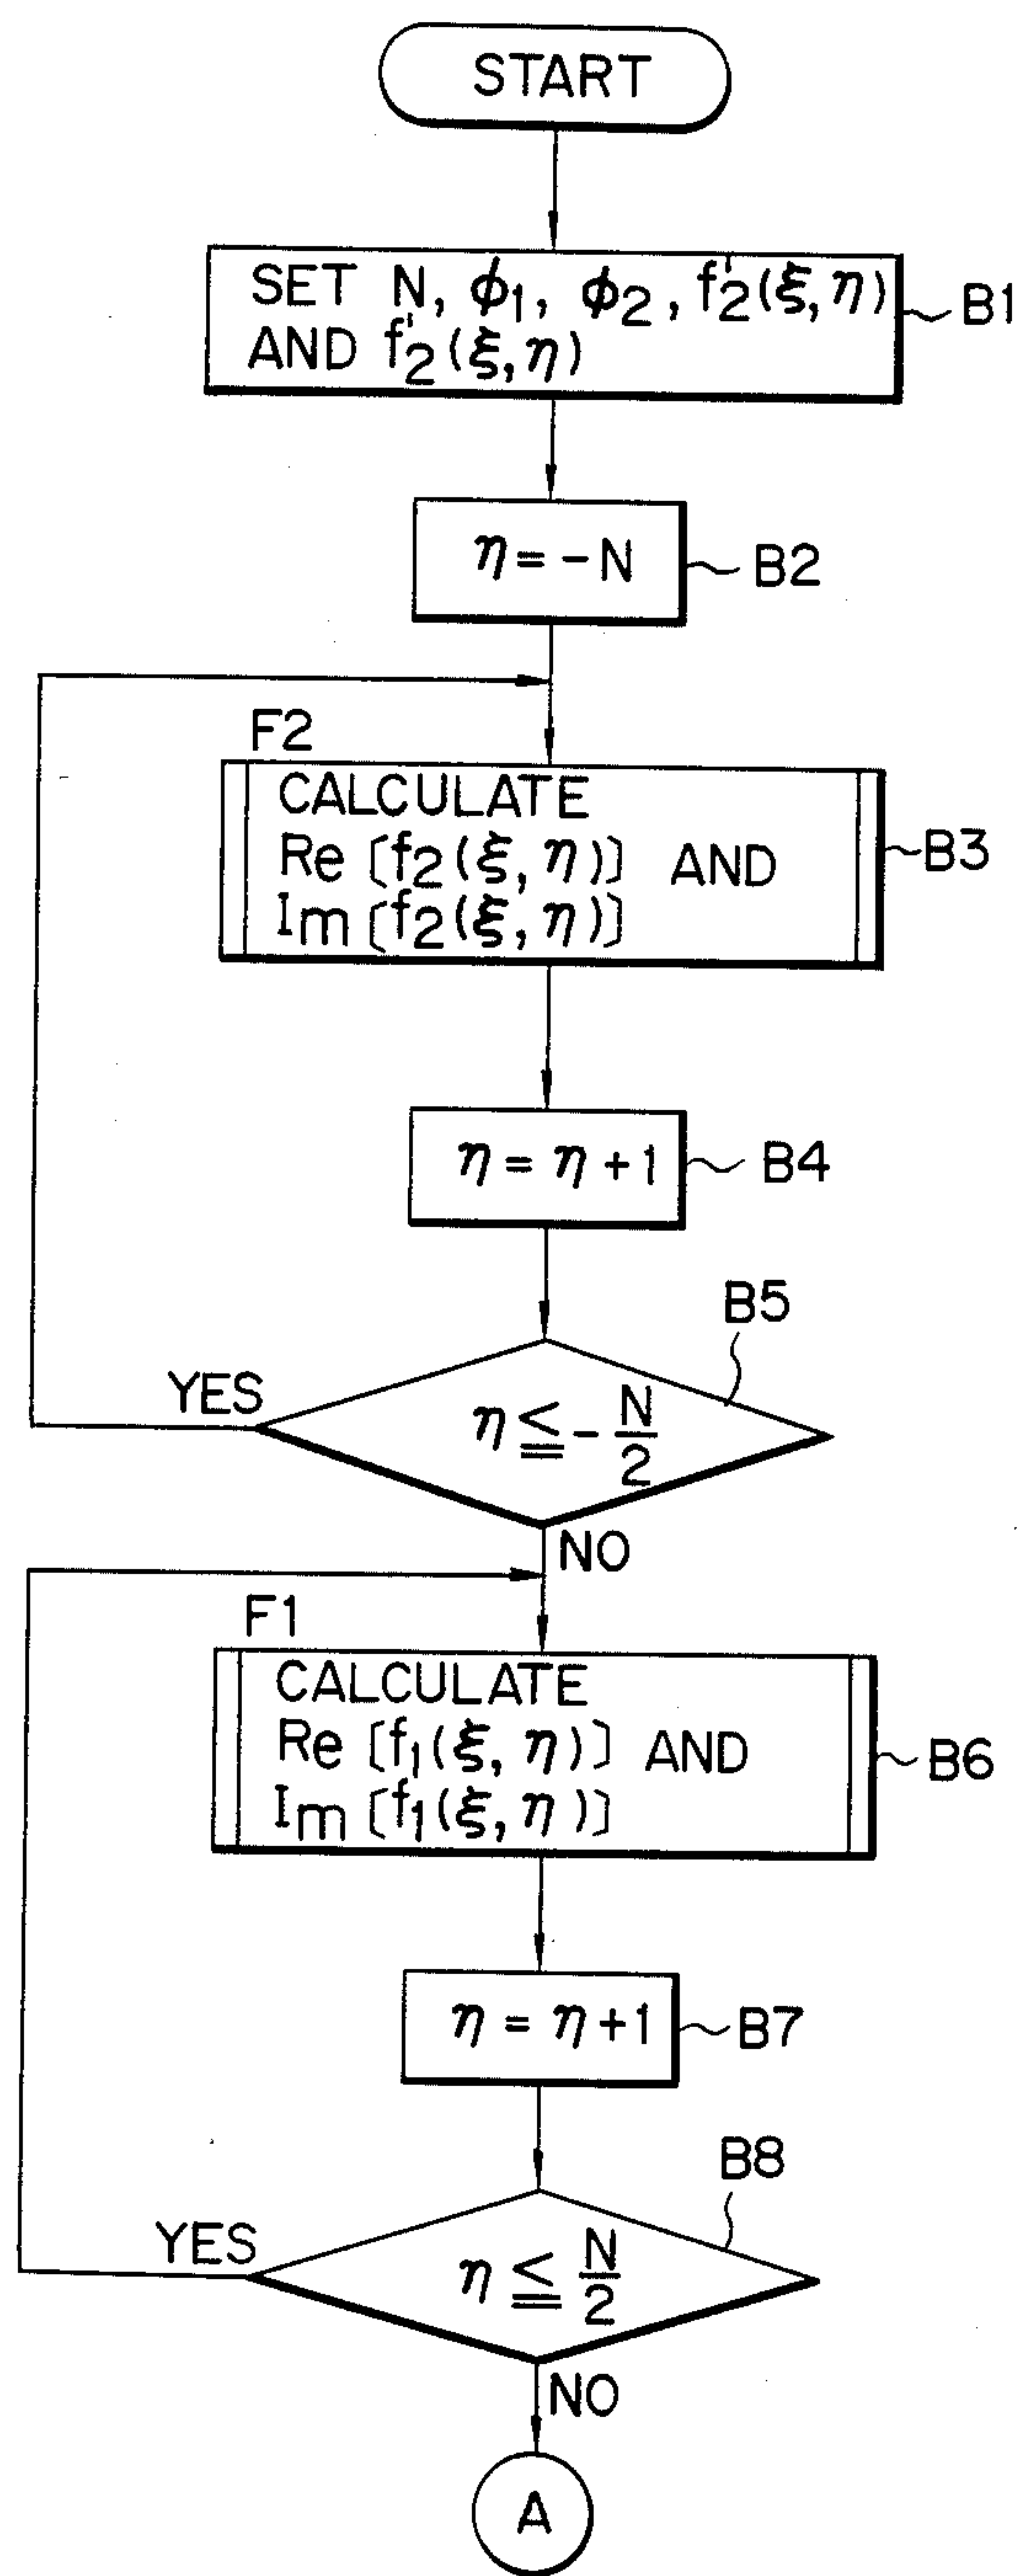 START
SET N, ϕ1, ϕ2, f'2(ξ, η)
AND f'2(ξ, η)
B1
η = - N
B2
F2
CALCULATE
Re [f2(ξ, η)] AND
Im [f2(ξ, η)]
B3
η = η + 1
B4
B5
YES
η ≦ - N/2
NO
F1
CALCULATE
Re [f1(ξ, η)] AND
Im [f1(ξ, η)]
B6
η = η + 1
B7
B8
YES
η ≦ N/2
NO
A